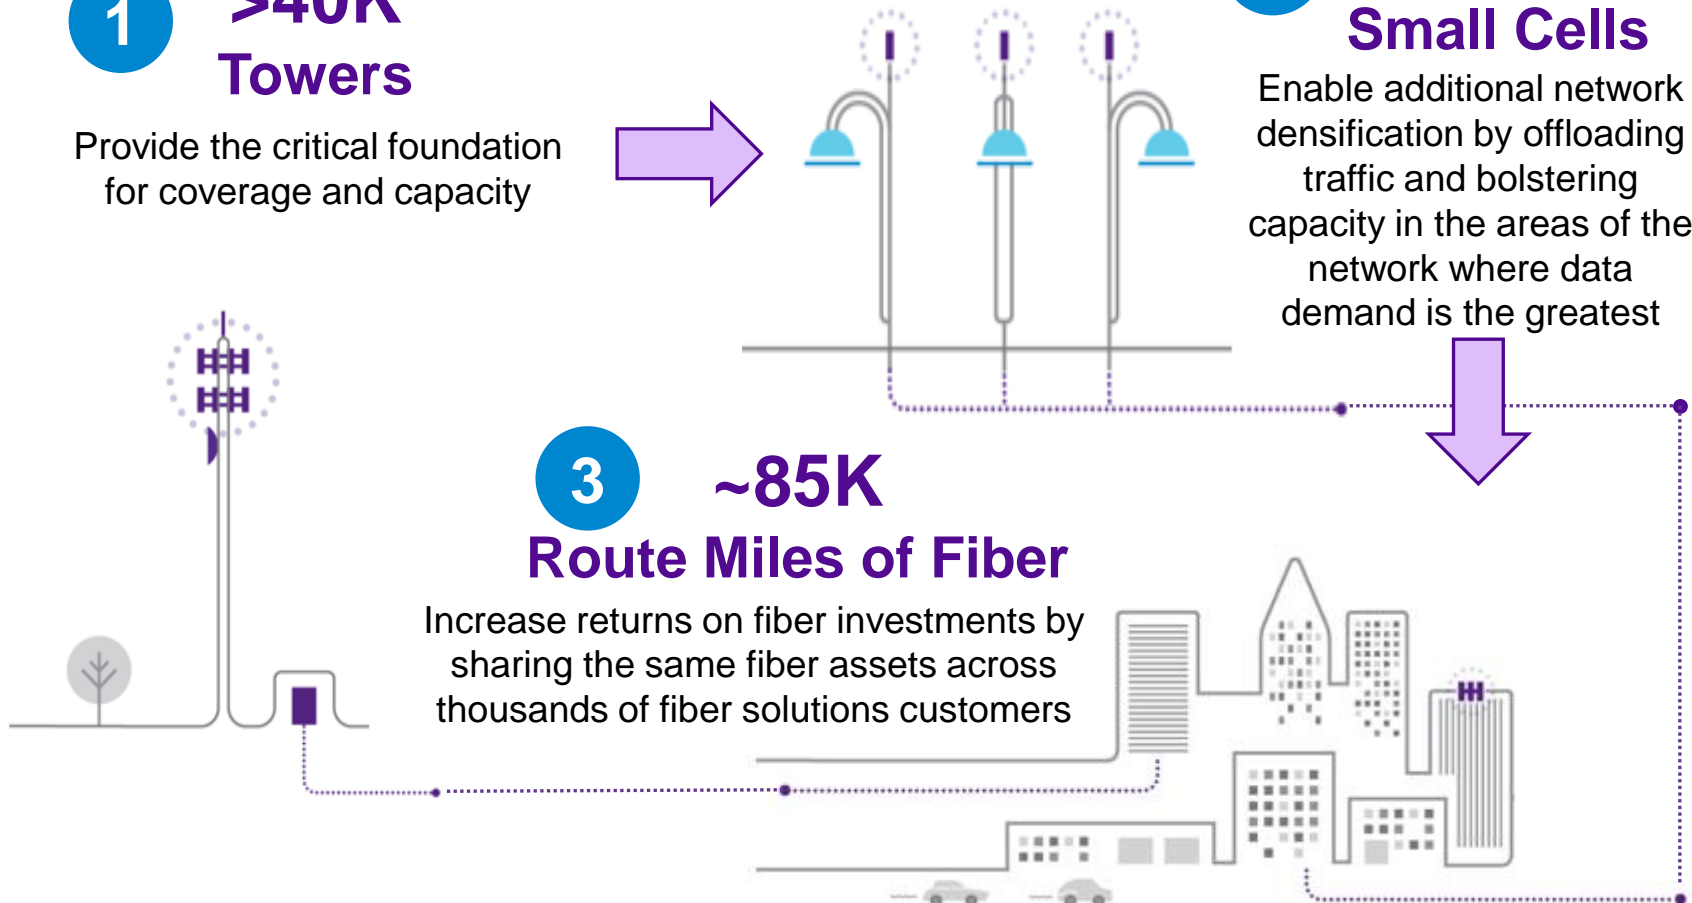 1
>40K
Towers
Provide the critical foundation
for coverage and capacity
Small Cells
Enable additional network
densification by offloading
traffic and bolstering
capacity in the areas of the
network where data
demand is the greatest
3
~85K
Route Miles of Fiber
Increase returns on fiber investments by
sharing the same fiber assets across
thousands of fiber solutions customers